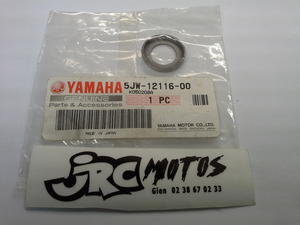 YAMAHA
5JW-12116-00
K050208A
GENUINE
Parts & Accessories
1 PC
MADE IN JAPAN
YAMAHA MOTOR CO.,LTD.
JRC MOTOS
Gien 02 38 67 02 33